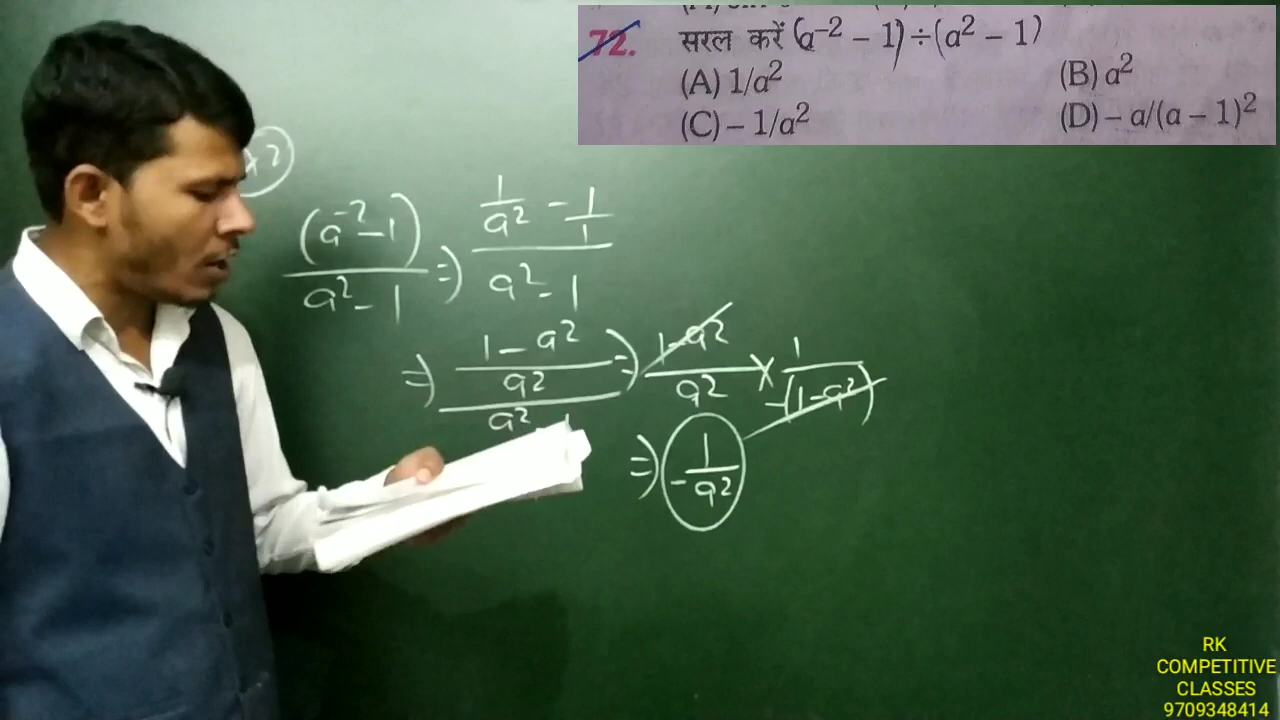 72. सरल करें (a⁻² − 1) ÷ (a² − 1)
(A) 1/a² (B) a²
(C) − 1/a² (D) − a/(a − 1)²
(a⁻² - 1) / a² - 1 ⇒ 1/a² - 1/1 / a² - 1
⇒ 1 - a² / a² / a² ⇒ 1 - a² / a² × 1 / -(1 - a²)
⇒ 1 / -a²
RK
COMPETITIVE
CLASSES
9709348414